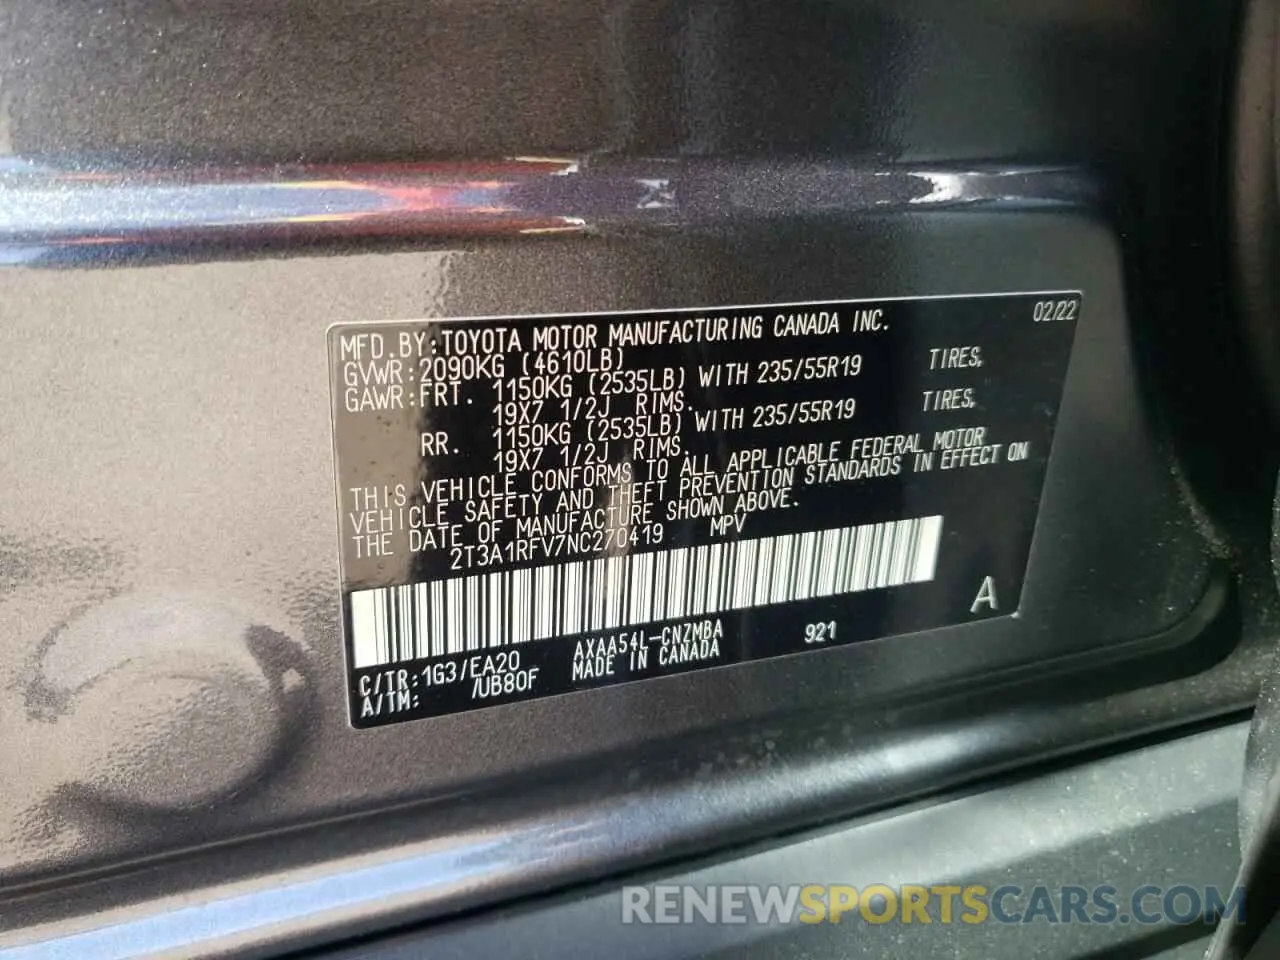 02/22
MFD.BY:TOYOTA MOTOR MANUFACTURING CANADA INC.
GVWR:2090KG (4610LB)
GAWR:FRT. 1150KG (2535LB) WITH 235/55R19 TIRES,
19X7 1/2J RIMS.
RR. 1150KG (2535LB) WITH 235/55R19 TIRES,
19X7 1/2J RIMS.
THIS VEHICLE CONFORMS TO ALL APPLICABLE FEDERAL MOTOR
VEHICLE SAFETY AND THEFT PREVENTION STANDARDS IN EFFECT ON
THE DATE OF MANUFACTURE SHOWN ABOVE.
2T3A1RFV7NC270419 MPV
A
C/TR:1G3/EA20 AXAA54L-CNZMBA 921
A/TM: /UB80F MADE IN CANADA
RENEWSPORTSCARS.COM